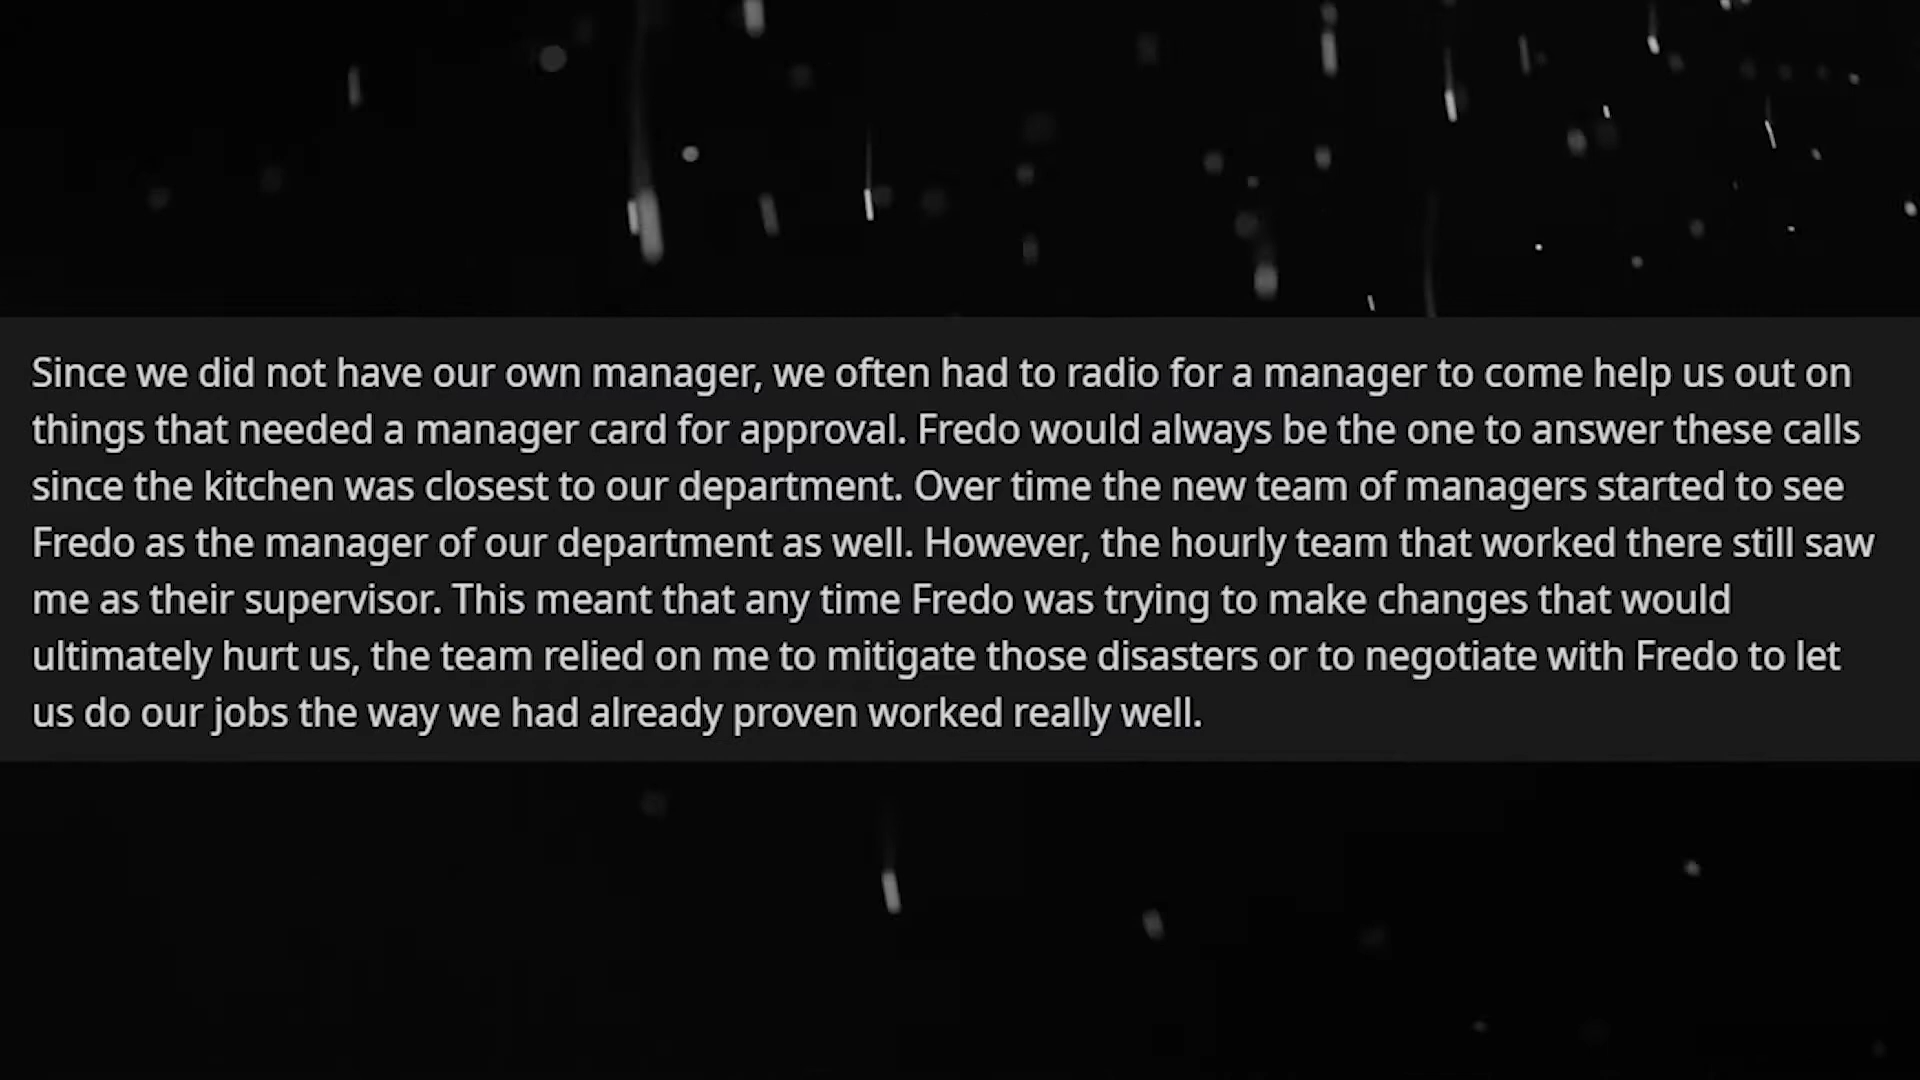 Since we did not have our own manager, we often had to radio for a manager to come help us out on
things that needed a manager card for approval. Fredo would always be the one to answer these calls
since the kitchen was closest to our department. Over time the new team of managers started to see
Fredo as the manager of our department as well. However, the hourly team that worked there still saw
me as their supervisor. This meant that any time Fredo was trying to make changes that would
ultimately hurt us, the team relied on me to mitigate those disasters or to negotiate with Fredo to let
us do our jobs the way we had already proven worked really well.